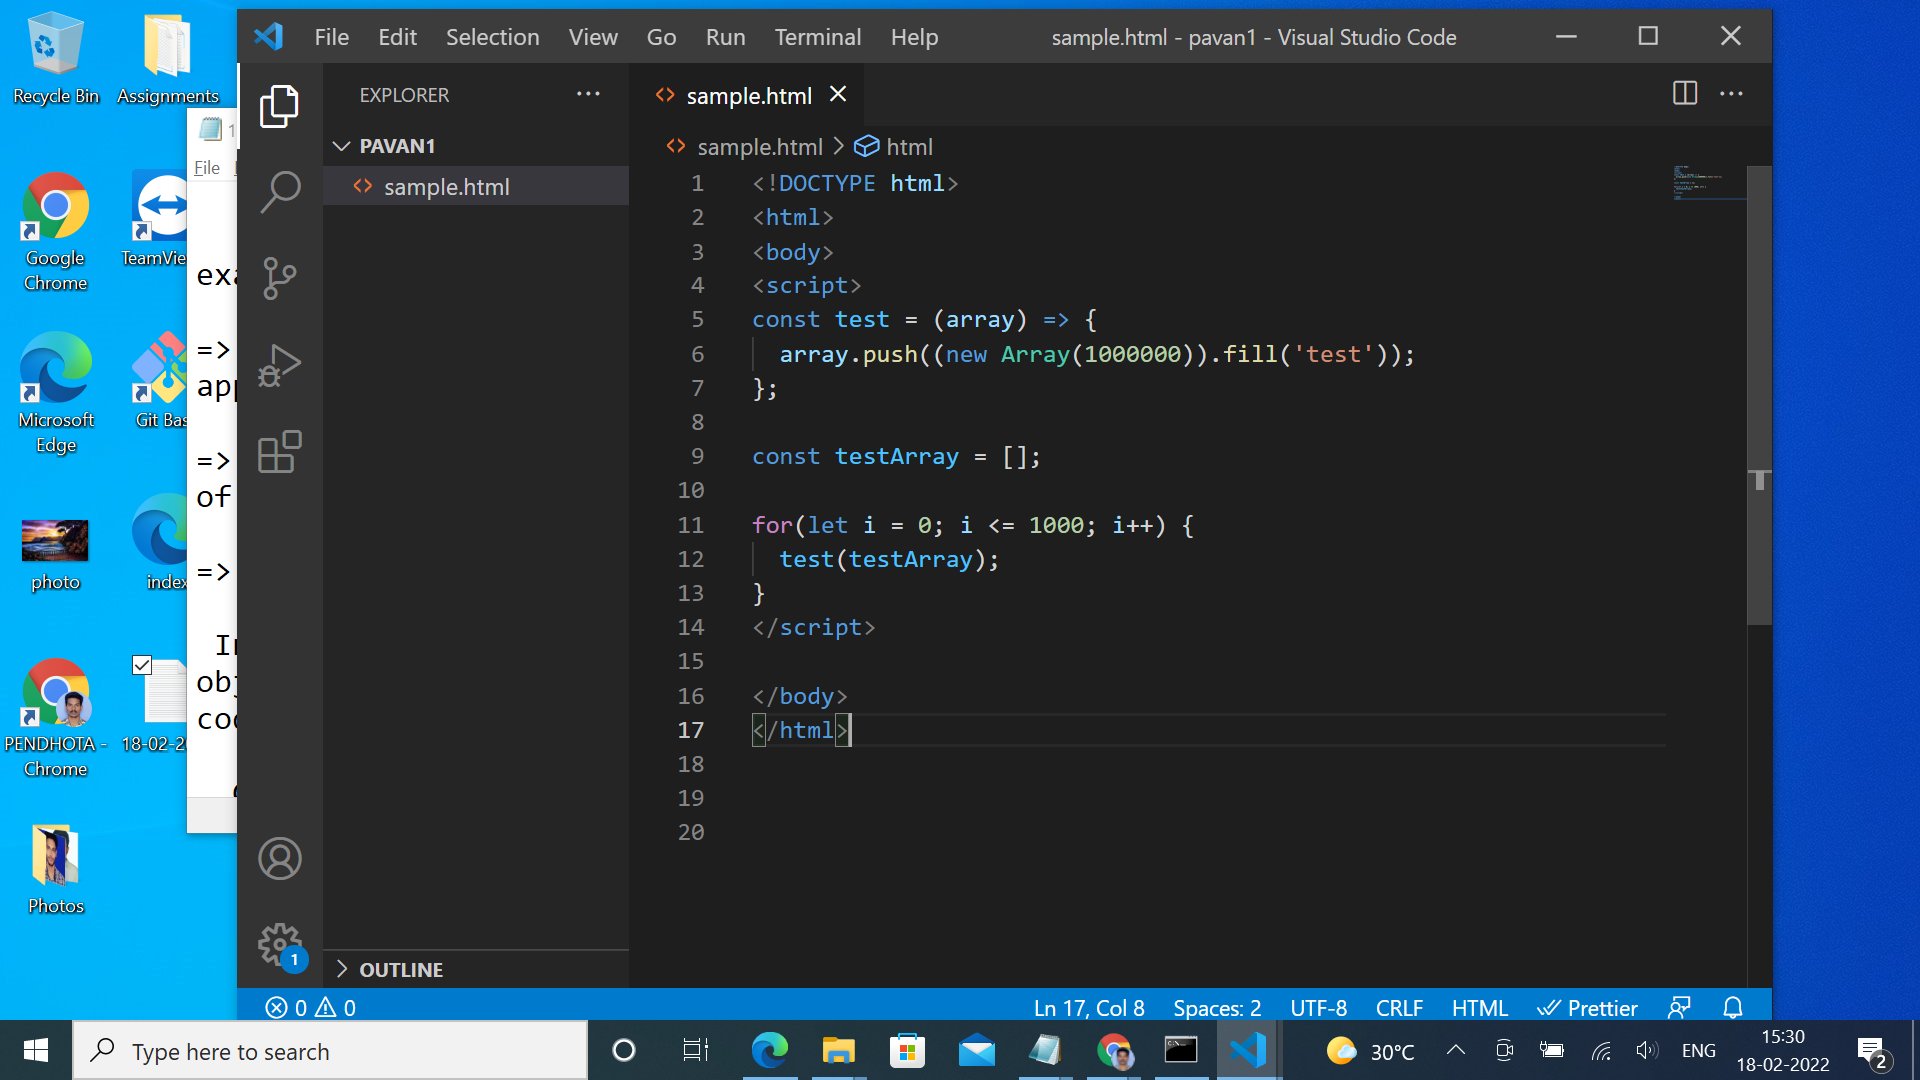 Recycle Bin
Assignments
Google
Chrome
TeamVie
Microsoft
Edge
Git Bas
photo
index
PENDHOTA -
Chrome
18-02-20
Photos
1
File
exa
=>
app
=>
of
=>
In
obj
coo
File Edit Selection View Go Run Terminal Help
sample.html - pavan1 - Visual Studio Code
EXPLORER
PAVAN1
sample.html
OUTLINE
1
sample.html
sample.html > html
1 <!DOCTYPE html>
2 <html>
3 <body>
4 <script>
5 const test = (array) => {
6 array.push((new Array(1000000)).fill('test'));
7 };
8
9 const testArray = [];
10
11 for(let i = 0; i <= 1000; i++) {
12 test(testArray);
13 }
14 </script>
15
16 </body>
17 </html>
18
19
20
0 0
Ln 17, Col 8 Spaces: 2 UTF-8 CRLF HTML Prettier
Type here to search
30°C
ENG
15:30
18-02-2022
2